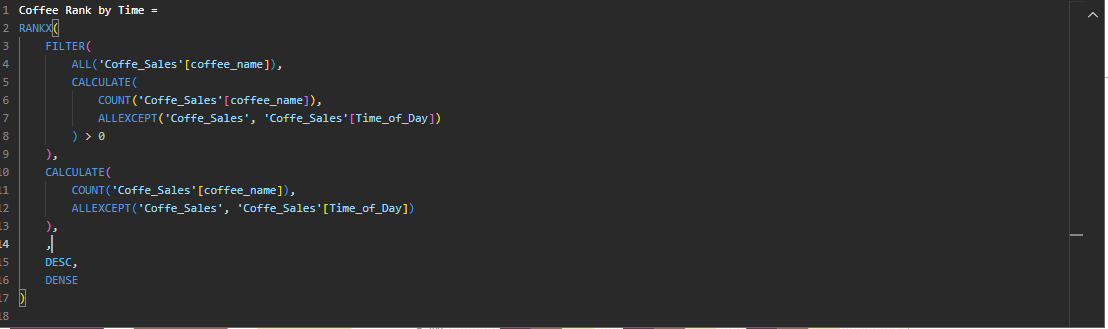 1 Coffee Rank by Time =
2 RANKX(
3 FILTER(
4 ALL('Coffe_Sales'[coffee_name]),
5 CALCULATE(
6 COUNT('Coffe_Sales'[coffee_name]),
7 ALLEXCEPT('Coffe_Sales', 'Coffe_Sales'[Time_of_Day])
8 ) > 0
9 ),
10 CALCULATE(
11 COUNT('Coffe_Sales'[coffee_name]),
12 ALLEXCEPT('Coffe_Sales', 'Coffe_Sales'[Time_of_Day])
13 ),
14 ,
15 DESC,
16 DENSE
17 )
18